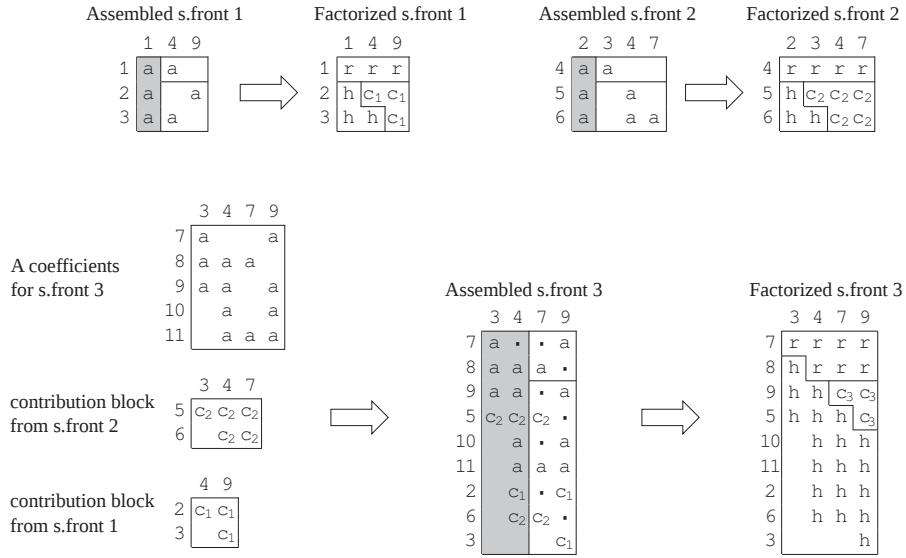 Assembled s.front 1
Factorized s.front 1
Assembled s.front 2
Factorized s.front 2
1 4 9
1 a a
2 a a
3 a a
1 4 9
1 r r r
2 h c₁ c₁
3 h h c₁
2 3 4 7
4 a a
5 a a
6 a a a
2 3 4 7
4 r r r r
5 h c₂ c₂ c₂
6 h h c₂ c₂
A coefficients
for s.front 3
3 4 7 9
7 a a
8 a a a
9 a a a
10 a a
11 a a a
contribution block
from s.front 2
3 4 7
5 c₂ c₂ c₂
6 c₂ c₂
contribution block
from s.front 1
4 9
2 c₁ c₁
3 c₁
Assembled s.front 3
3 4 7 9
7 a · · a
8 a a a ·
9 a a · a
5 c₂ c₂ c₂ ·
10 a · a
11 a a a
2 c₁ · c₁
6 c₂ c₂ ·
3 c₁
Factorized s.front 3
3 4 7 9
7 r r r r
8 h r r r
9 h h c₃ c₃
5 h h h c₃
10 h h h
11 h h h
2 h h h
6 h h h
3 h